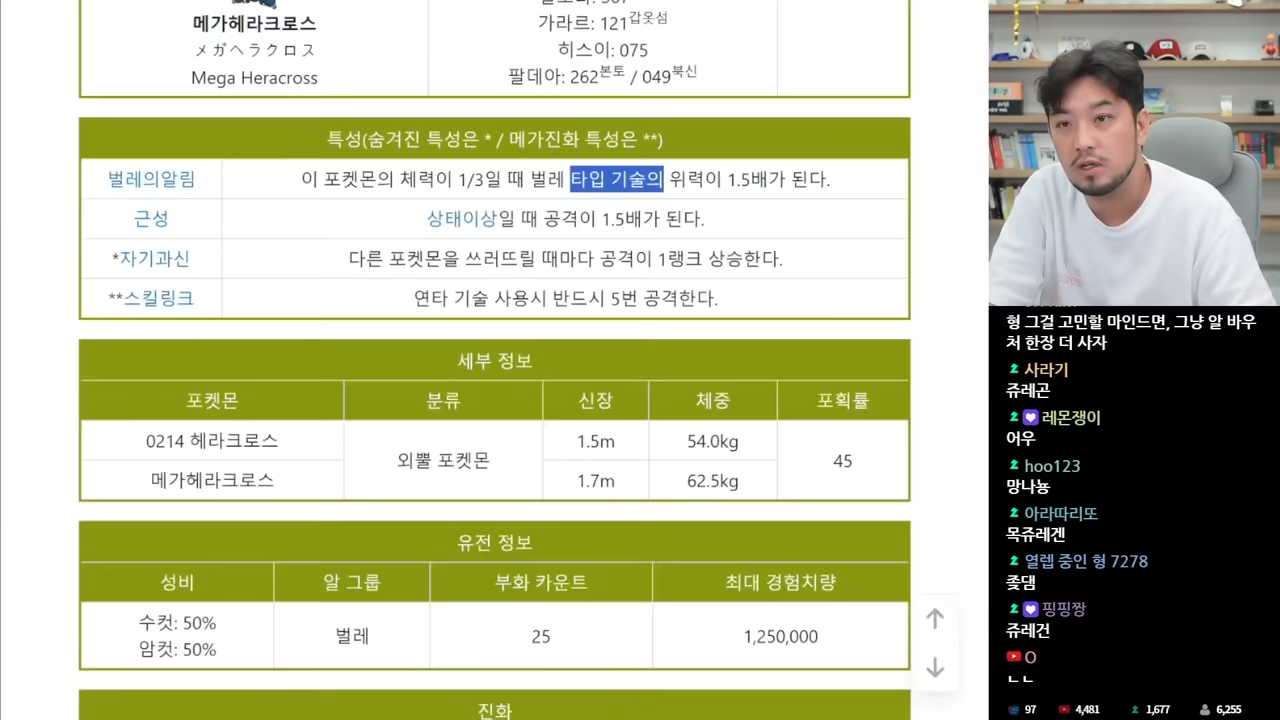 메가헤라크로스
メガヘラクロス
Mega Heracross
가라르: 121갑옷섬
히스이: 075
팔데아: 262본토 / 049북신
특성(숨겨진 특성은 * / 메가진화 특성은 **)
벌레의알림 이 포켓몬의 체력이 1/3일 때 벌레 타입 기술의 위력이 1.5배가 된다.
근성 상태이상일 때 공격이 1.5배가 된다.
*자기과신 다른 포켓몬을 쓰러뜨릴 때마다 공격이 1랭크 상승한다.
**스킬링크 연타 기술 사용시 반드시 5번 공격한다.
세부 정보
포켓몬 분류 신장 체중 포획률
0214 헤라크로스 1.5m 54.0kg
외뿔 포켓몬 45
메가헤라크로스 1.7m 62.5kg
유전 정보
성비 알 그룹 부화 카운트 최대 경험치량
수컷: 50%
암컷: 50%
벌레 25 1,250,000
진화
형 그걸 고민할 마인드면, 그냥 알 바우
처 한장 더 사자
사라기
쥬레곤
레몬쟁이
어우
hoo123
망나뇽
아라따리또
목쥬레겐
열렙 중인 형 7278
좆댐
핑핑짱
쥬레건
O
ㄴㄴ
97 4,481 1,677 6,255